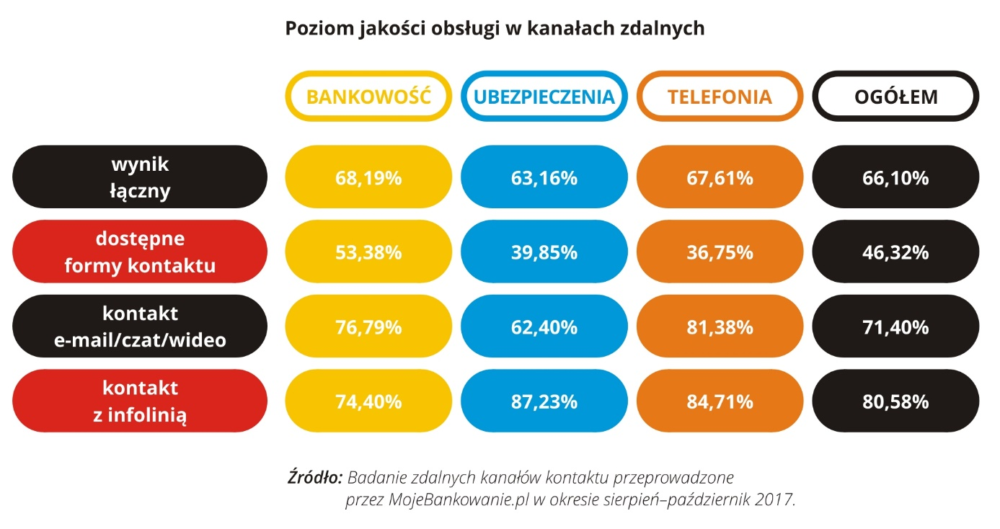 Poziom jakości obsługi w kanałach zdalnych
BANKOWOŚĆ UBEZPIECZENIA TELEFONIA OGÓŁEM
wynik
łączny
68,19% 63,16% 67,61% 66,10%
dostępne
formy kontaktu
53,38% 39,85% 36,75% 46,32%
kontakt
e-mail/czat/wideo
76,79% 62,40% 81,38% 71,40%
kontakt
z infolinią
74,40% 87,23% 84,71% 80,58%
Źródło: Badanie zdalnych kanałów kontaktu przeprowadzone
przez MojeBankowanie.pl w okresie sierpień–październik 2017.